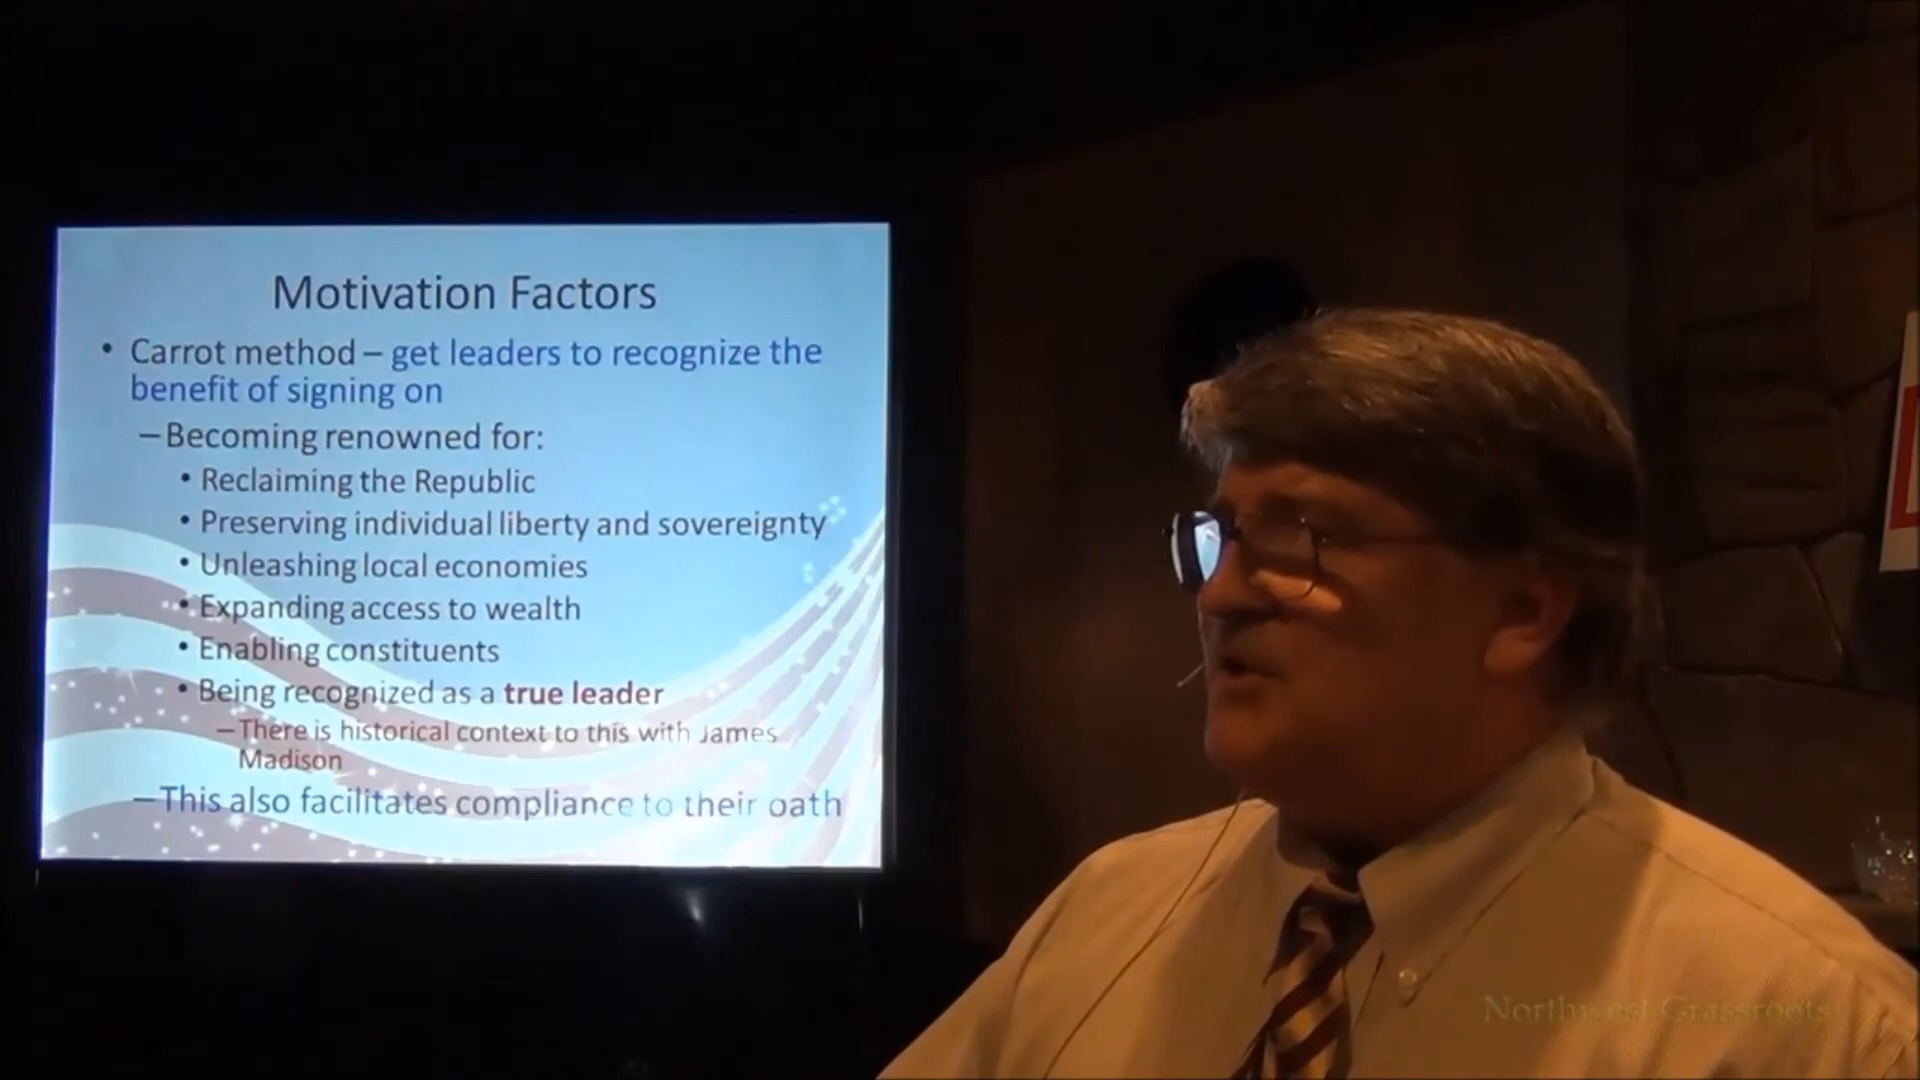 Motivation Factors
• Carrot method – get leaders to recognize the
benefit of signing on
– Becoming renowned for:
• Reclaiming the Republic
• Preserving individual liberty and sovereignty
• Unleashing local economies
• Expanding access to wealth
• Enabling constituents
• Being recognized as a true leader
– There is historical context to this with James
Madison
– This also facilitates compliance to their oath
Northwest Grassroots